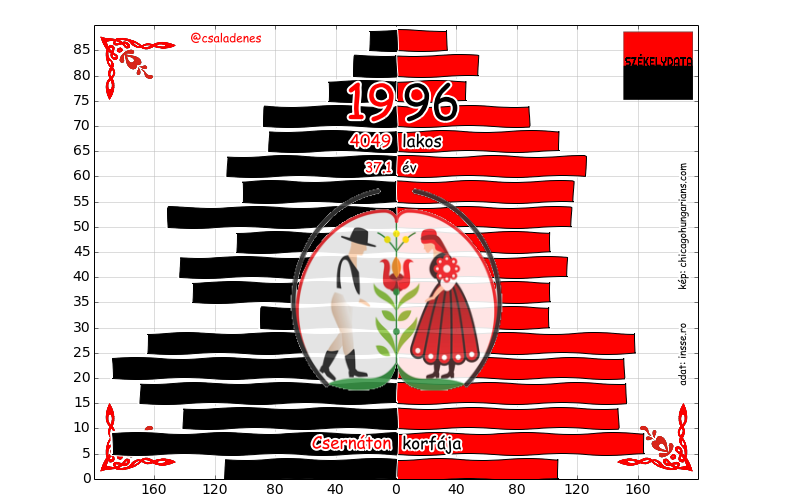 @csaladenes
SZÉKELYDATA
1996
4049 lakos
37.1 év
kép: chicagohungarians.com
adat: insse.ro
Csernáton korfája
85
80
75
70
65
60
55
50
45
40
35
30
25
20
15
10
5
0
160 120 80 40 0 40 80 120 160